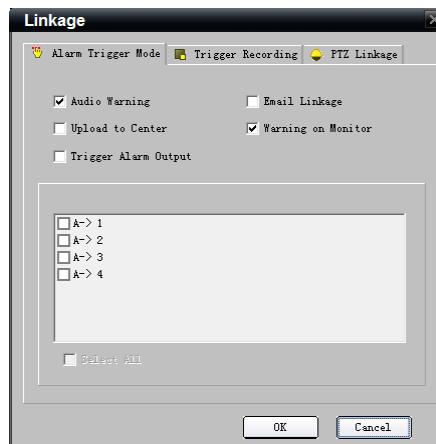 Linkage
Alarm Trigger Mode Trigger Recording PTZ Linkage
Audio Warning Email Linkage
Upload to Center Warning on Monitor
Trigger Alarm Output
A-> 1
A-> 2
A-> 3
A-> 4
Select All
OK Cancel